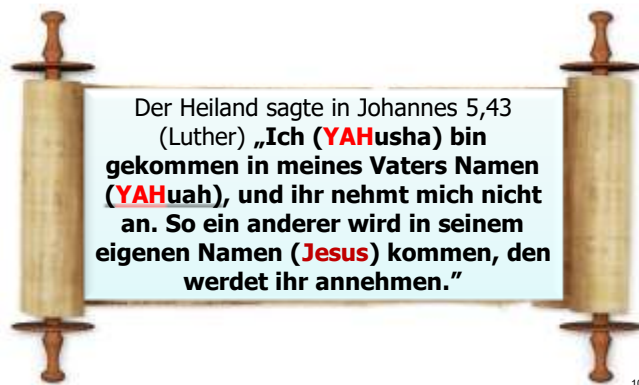 Der Heiland sagte in Johannes 5,43
(Luther) „Ich (YAHusha) bin
gekommen in meines Vaters Namen
(YAHuah), und ihr nehmt mich nicht
an. So ein anderer wird in seinem
eigenen Namen (Jesus) kommen, den
werdet ihr annehmen.”